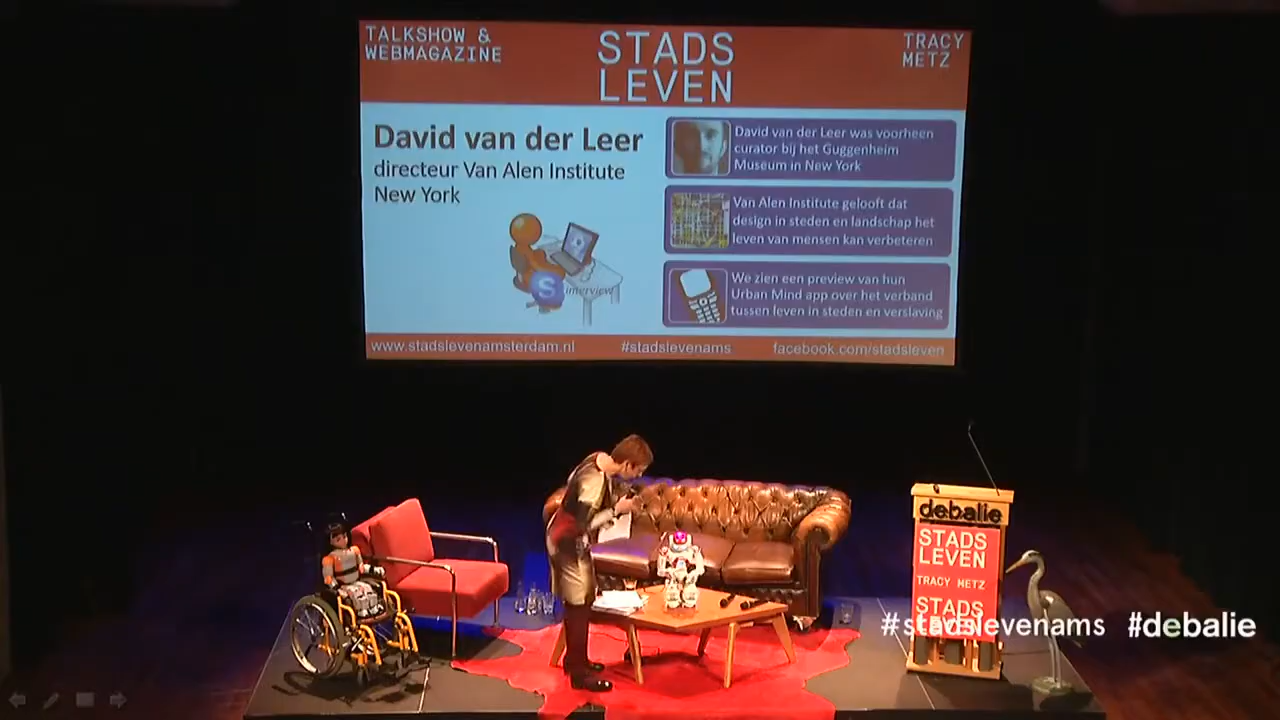 TALKSHOW &
WEBMAGAZINE
STADS
LEVEN
TRACY
METZ
David van der Leer
directeur Van Alen Institute
New York
S interview
David van der Leer was voorheen
curator bij het Guggenheim
Museum in New York
Van Alen Institute gelooft dat
design in steden en landschap het
leven van mensen kan verbeteren
We zien een preview van hun
Urban Mind app over het verband
tussen leven in steden en verslaving
www.stadslevenamsterdam.nl
#stadslevenams
facebook.com/stadsleven
debalie
STADS
LEVEN
TRACY METZ
STADS
LEVEN
#stadslevenams #debalie